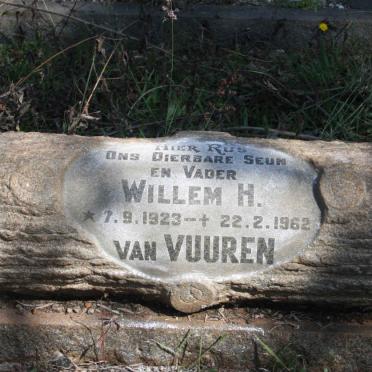 Hier Rus
Ons Dierbare Seun
en Vader
Willem H.
* 7.9.1923 – † 22.2.1962
van Vuuren